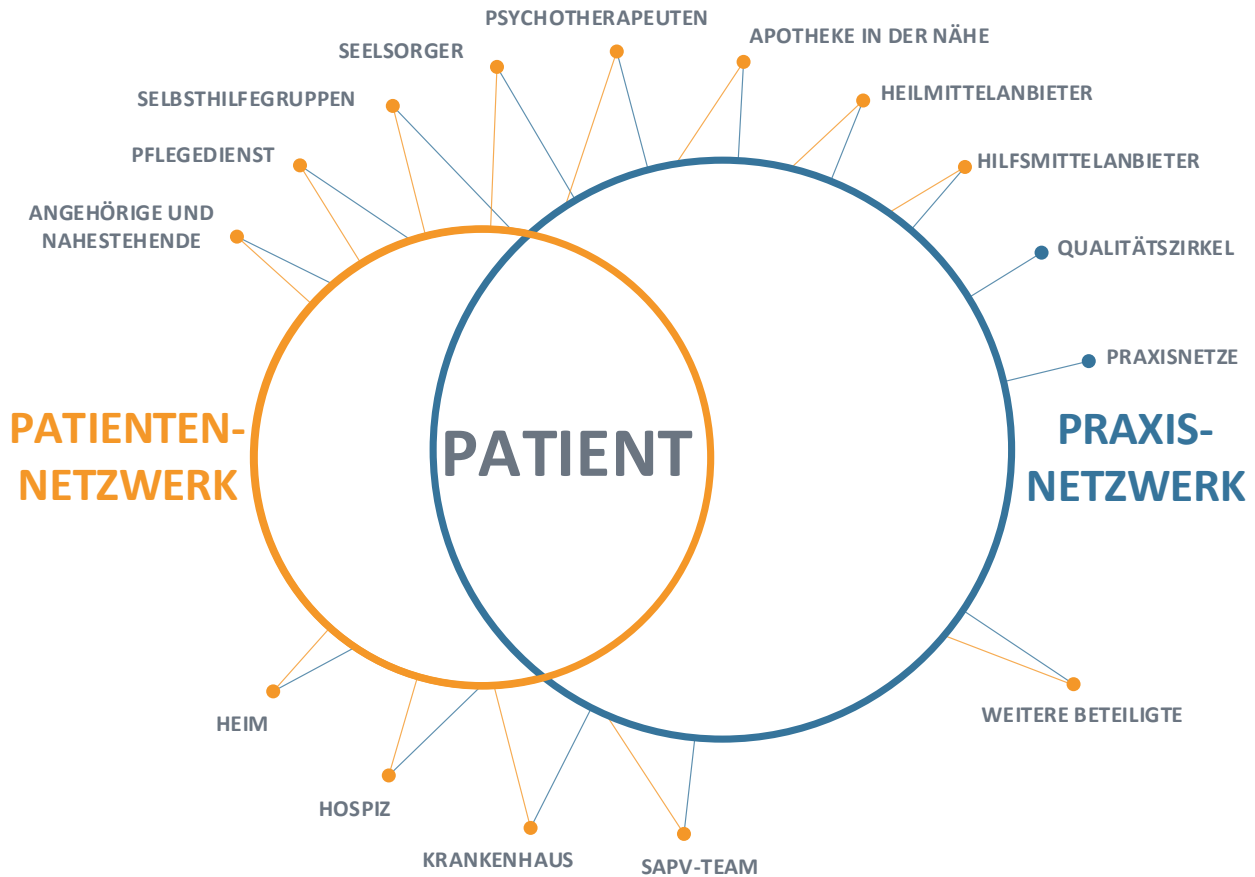 PSYCHOTHERAPEUTEN
APOTHEKE IN DER NÄHE
SEELSORGER
HEILMITTELANBIETER
SELBSTHILFEGRUPPEN
PFLEGEDIENST
HILFSMITTELANBIETER
ANGEHÖRIGE UND
NAHESTEHENDE
QUALITÄTSZIRKEL
PRAXISNETZE
PATIENTEN-
NETZWERK
PATIENT
PRAXIS-
NETZWERK
HEIM
WEITERE BETEILIGTE
HOSPIZ
KRANKENHAUS
SAPV-TEAM